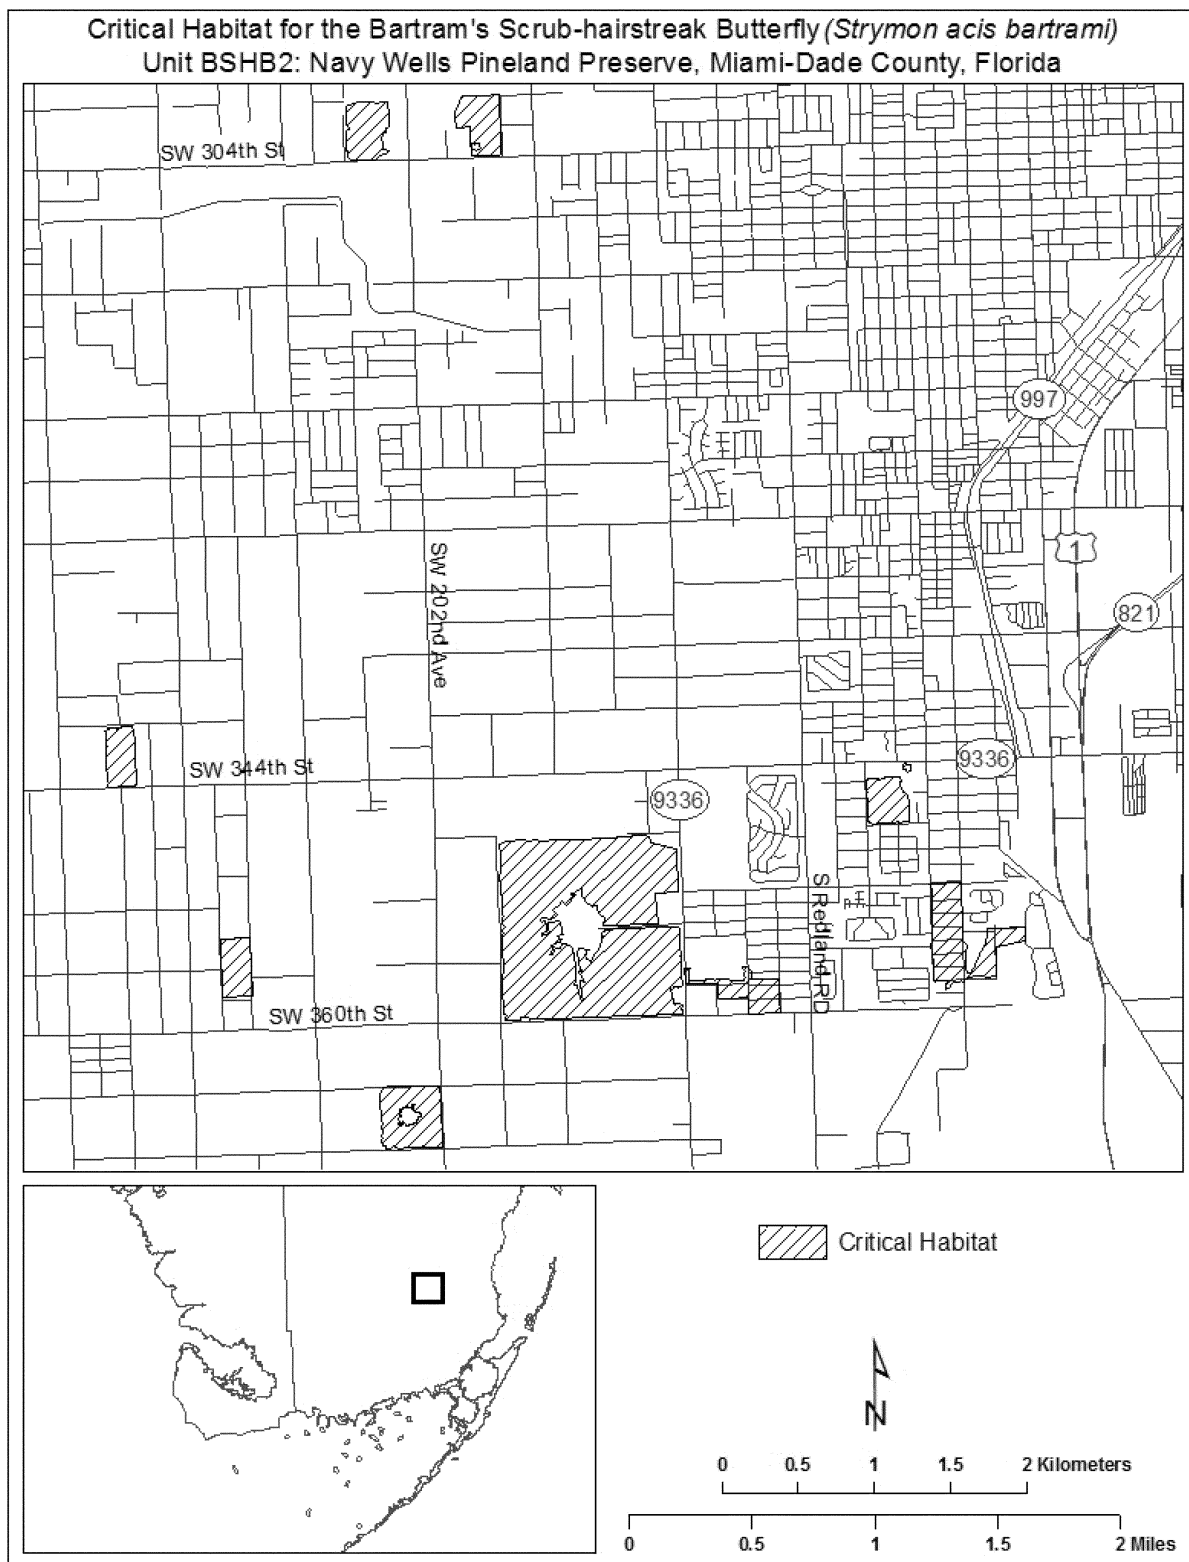 Critical Habitat for the Bartram's Scrub-hairstreak Butterfly (Strymon acis bartrami)
Unit BSHB2: Navy Wells Pineland Preserve, Miami-Dade County, Florida
SW 304th St
997
SW 202nd Ave
1
821
SW 344th St
9336
9336
S Redland RD
SW 360th St
Critical Habitat
N
0 0.5 1 1.5 2 Kilometers
0 0.5 1 1.5 2 Miles